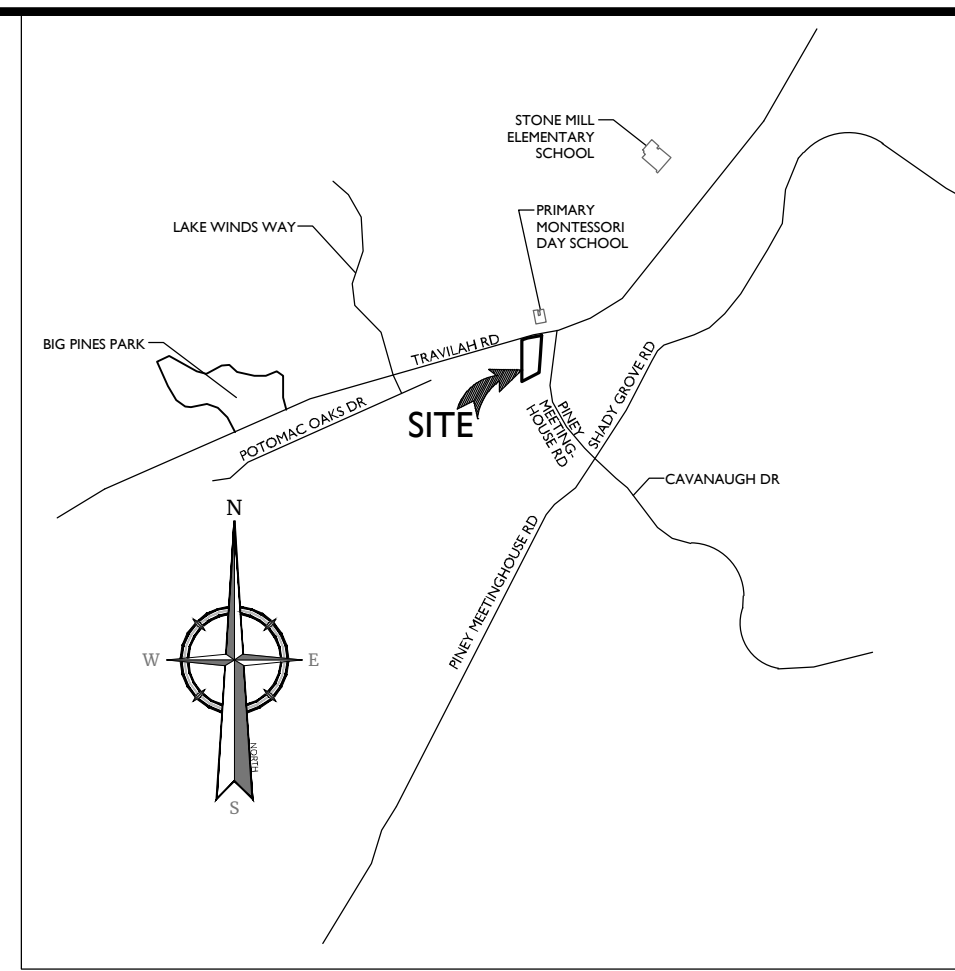 STONE MILL
ELEMENTARY
SCHOOL
PRIMARY
MONTESSORI
DAY SCHOOL
LAKE WINDS WAY
BIG PINES PARK
TRAVILAH RD
POTOMAC OAKS DR
SITE
PINEY
MEETING-
HOUSE RD
SHADY GROVE RD
CAVANAUGH DR
PINEY MEETINGHOUSE RD
N
W
E
NORTH
S